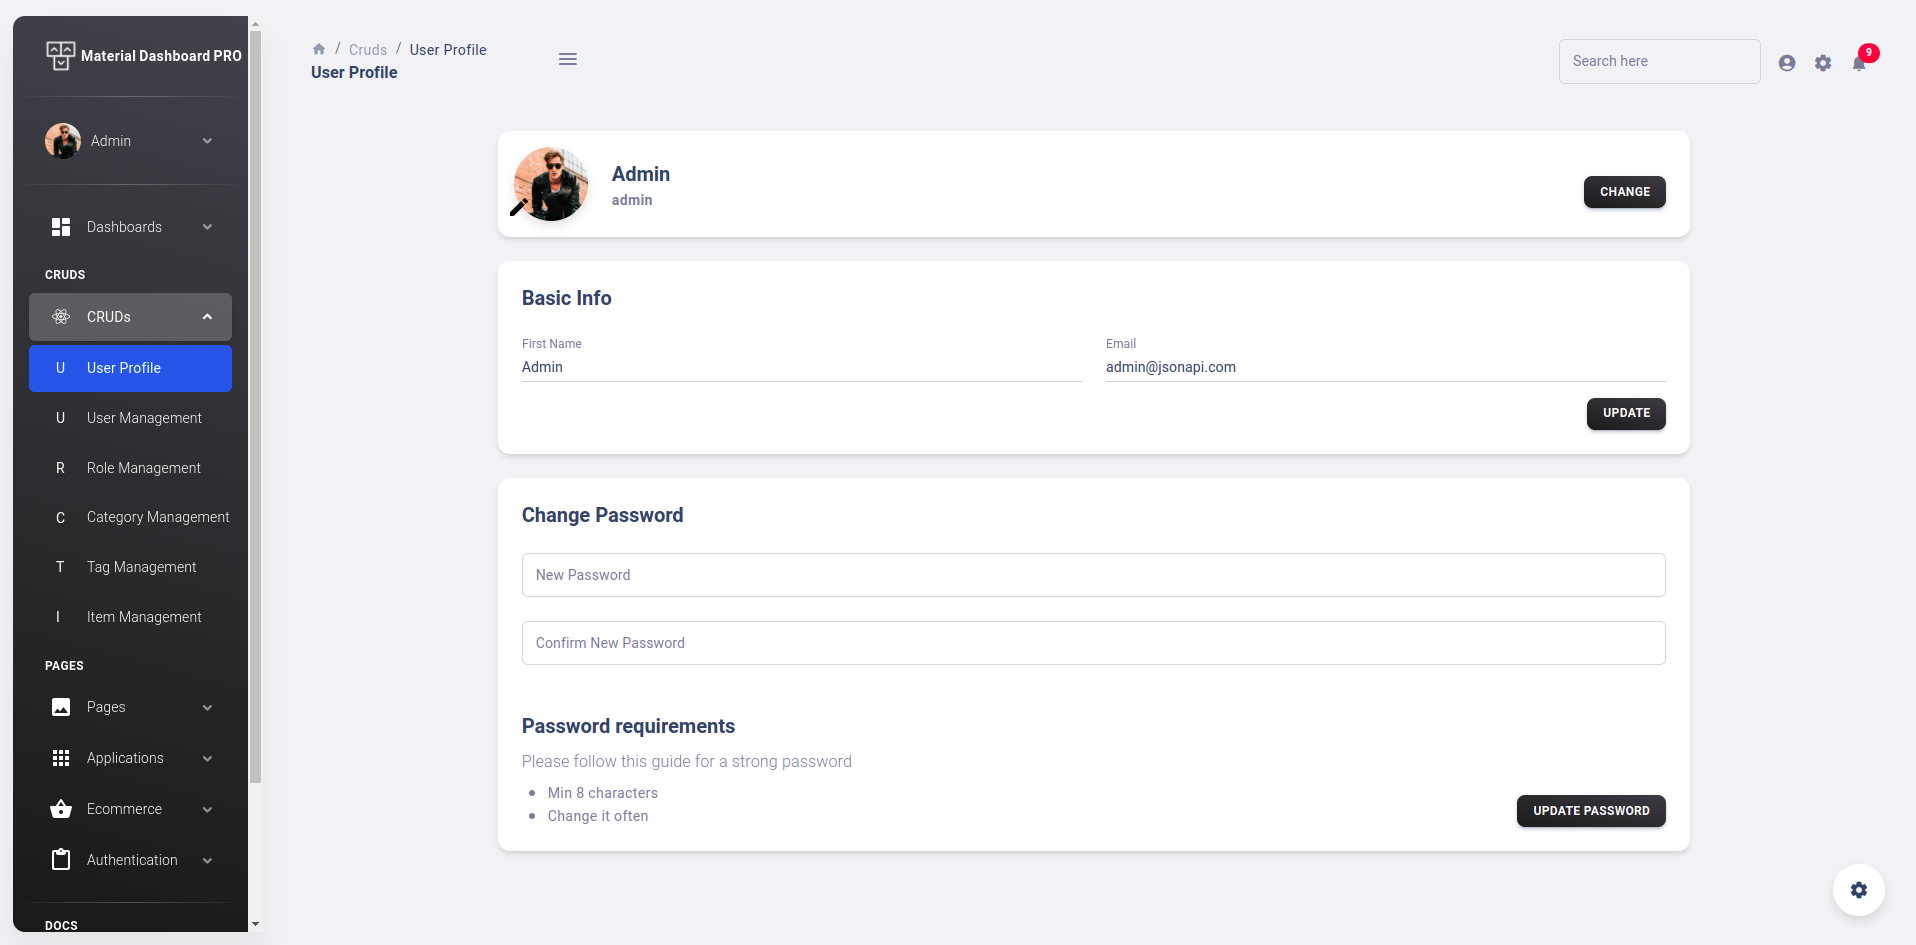 Material Dashboard PRO
Admin
Dashboards
CRUDS
CRUDs
U User Profile
U User Management
R Role Management
C Category Management
T Tag Management
I Item Management
PAGES
Pages
Applications
Ecommerce
Authentication
DOCS
/ Cruds / User Profile
User Profile
Search here
9
Admin
admin
CHANGE
Basic Info
First Name
Admin
Email
admin@jsonapi.com
UPDATE
Change Password
New Password
Confirm New Password
Password requirements
Please follow this guide for a strong password
Min 8 characters
Change it often
UPDATE PASSWORD